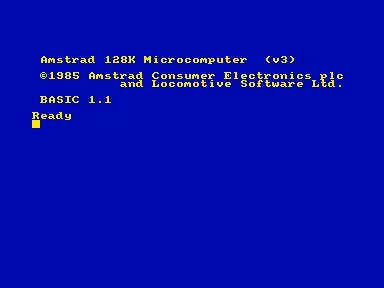 Amstrad 128K Microcomputer  (v3)
©1985 Amstrad Consumer Electronics plc
and Locomotive Software Ltd.
BASIC 1.1
Ready